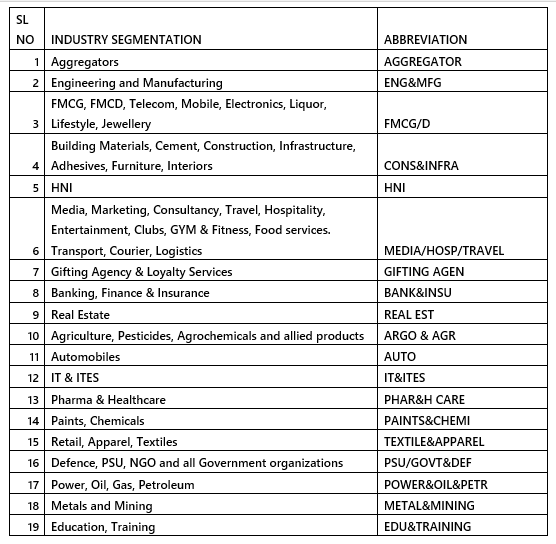 SL
NO INDUSTRY SEGMENTATION ABBREVIATION
1 Aggregators AGGREGATOR
2 Engineering and Manufacturing ENG&MFG
FMCG, FMCD, Telecom, Mobile, Electronics, Liquor,
3 Lifestyle, Jewellery FMCG/D
Building Materials, Cement, Construction, Infrastructure,
4 Adhesives, Furniture, Interiors CONS&INFRA
5 HNI HNI
Media, Marketing, Consultancy, Travel, Hospitality,
Entertainment, Clubs, GYM & Fitness, Food services.
6 Transport, Courier, Logistics MEDIA/HOSP/TRAVEL
7 Gifting Agency & Loyalty Services GIFTING AGEN
8 Banking, Finance & Insurance BANK&INSU
9 Real Estate REAL EST
10 Agriculture, Pesticides, Agrochemicals and allied products ARGO & AGR
11 Automobiles AUTO
12 IT & ITES IT&ITES
13 Pharma & Healthcare PHAR&H CARE
14 Paints, Chemicals PAINTS&CHEMI
15 Retail, Apparel, Textiles TEXTILE&APPAREL
16 Defence, PSU, NGO and all Government organizations PSU/GOVT&DEF
17 Power, Oil, Gas, Petroleum POWER&OIL&PETR
18 Metals and Mining METAL&MINING
19 Education, Training EDU&TRAINING